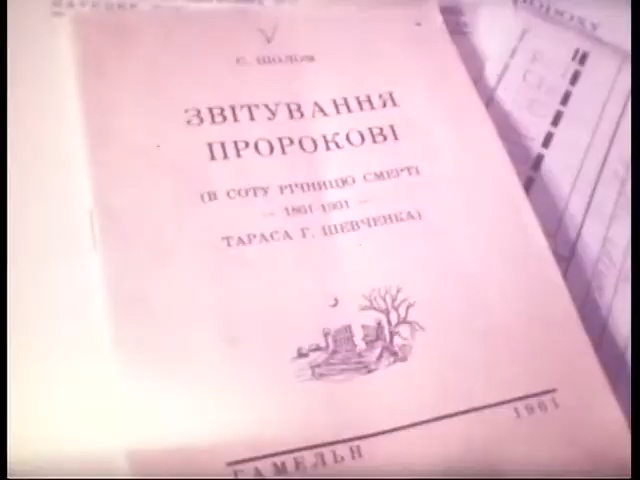 С. ШОЛОМ
ЗВІТУВАННЯ
ПРОРОКОВІ
(В СОТУ РІЧНИЦЮ СМЕРТІ
— 1861-1961 —
ТАРАСА Г. ШЕВЧЕНКА)
ГАМЕЛЬН
1961